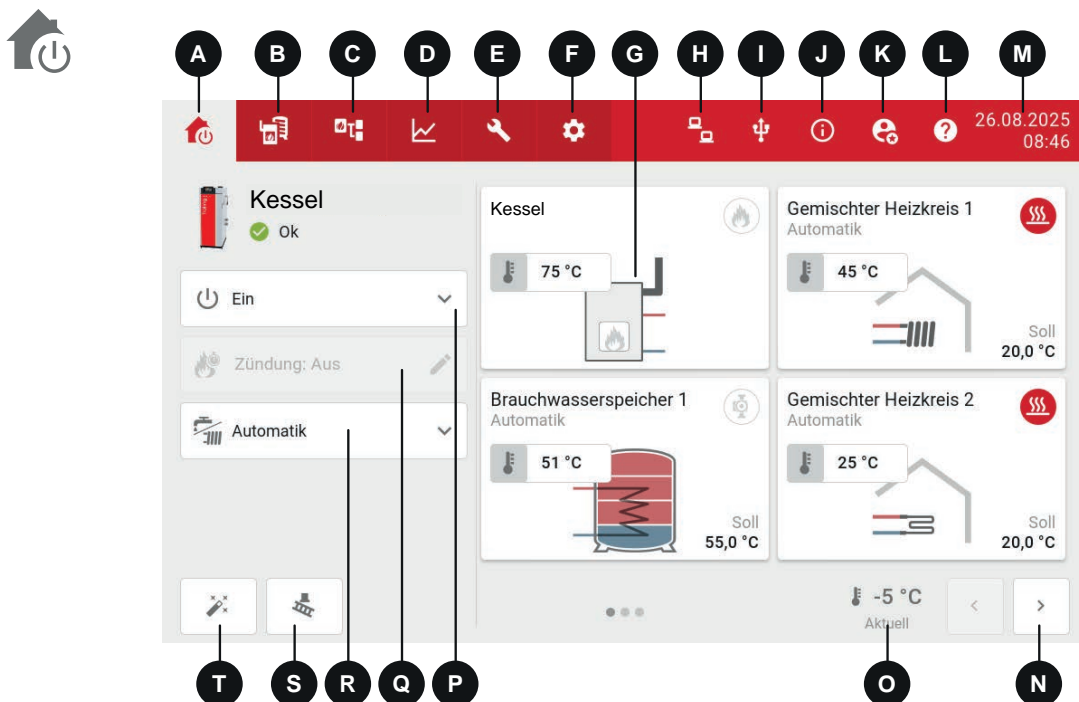 A B C D E F G H I J K L M
26.08.2025
08:46
Kessel
Ok
Ein
Zündung: Aus
Automatik
Kessel
75 °C
Gemischter Heizkreis 1
Automatik
45 °C
Soll
20,0 °C
Brauchwasserspeicher 1
Automatik
51 °C
Soll
55,0 °C
Gemischter Heizkreis 2
Automatik
25 °C
Soll
20,0 °C
-5 °C
Aktuell
T S R Q P O N